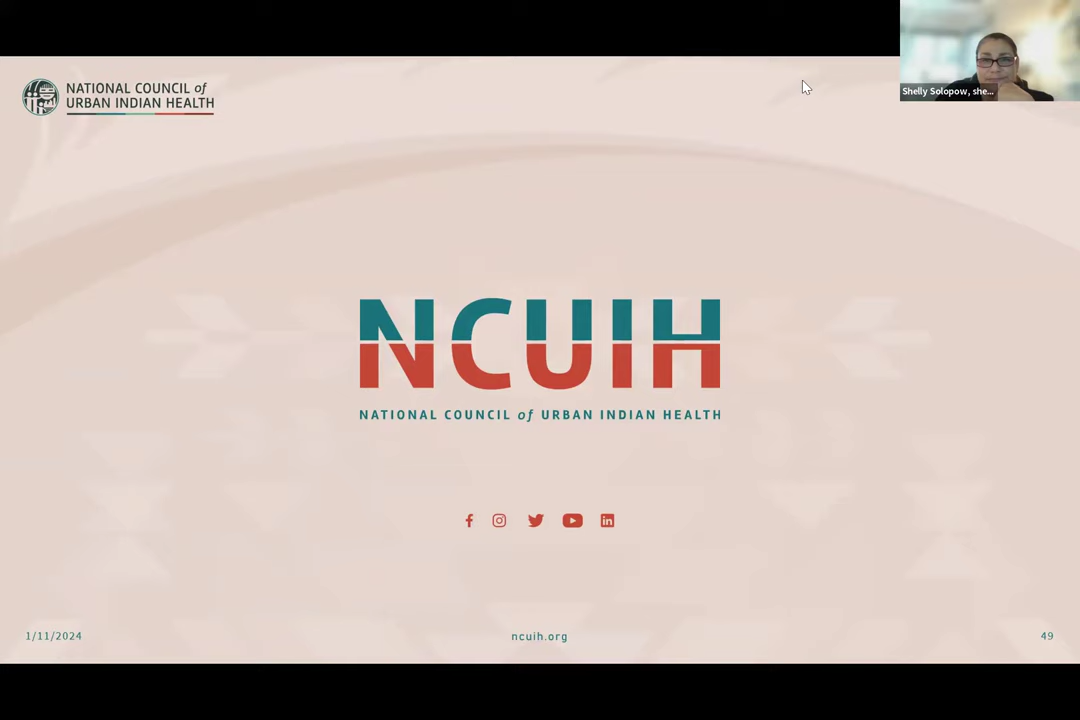 NATIONAL COUNCIL of
URBAN INDIAN HEALTH
Shelly Solopow, she...
NCUIH
NATIONAL COUNCIL of URBAN INDIAN HEALTH
1/11/2024
ncuih.org
49